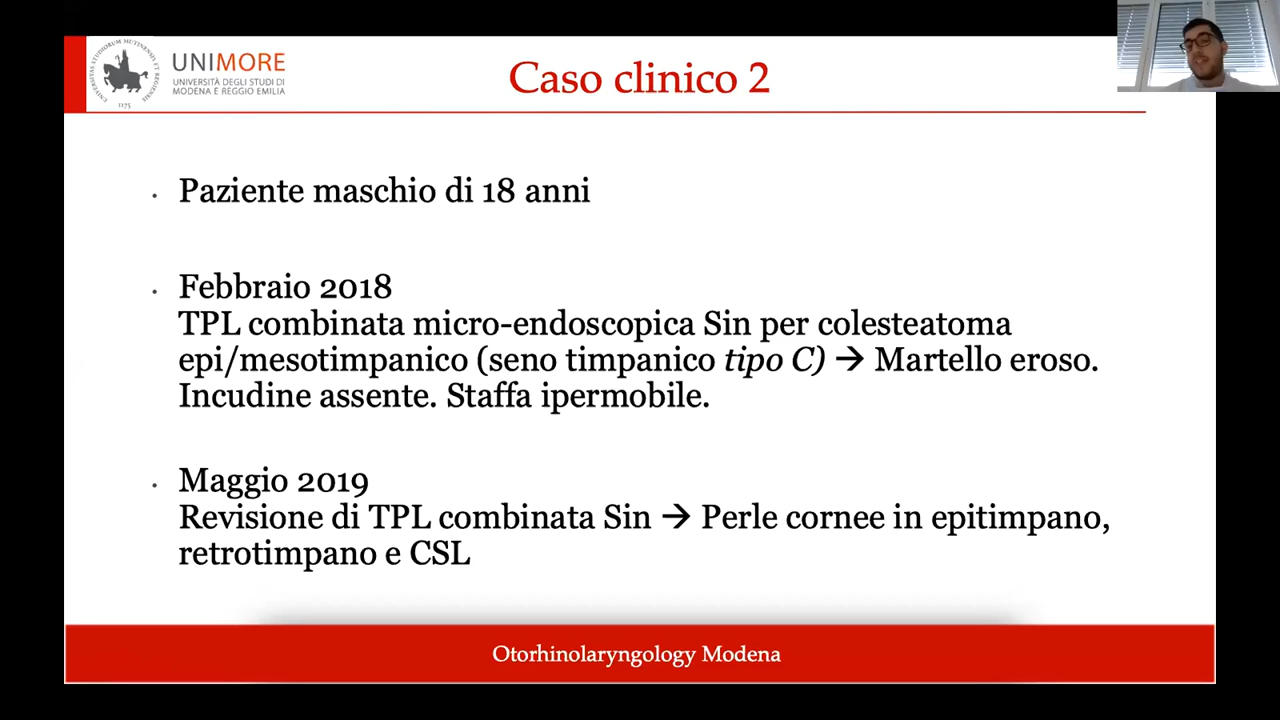 UNIMORE
UNIVERSITÀ DEGLI STUDI DI
MODENA E REGGIO EMILIA
1175
Caso clinico 2
· Paziente maschio di 18 anni
· Febbraio 2018
TPL combinata micro-endoscopica Sin per colesteatoma
epi/mesotimpanico (seno timpanico tipo C) → Martello eroso.
Incudine assente. Staffa ipermobile.
· Maggio 2019
Revisione di TPL combinata Sin → Perle cornee in epitimpano,
retrotimpano e CSL
Otorhinolaryngology Modena